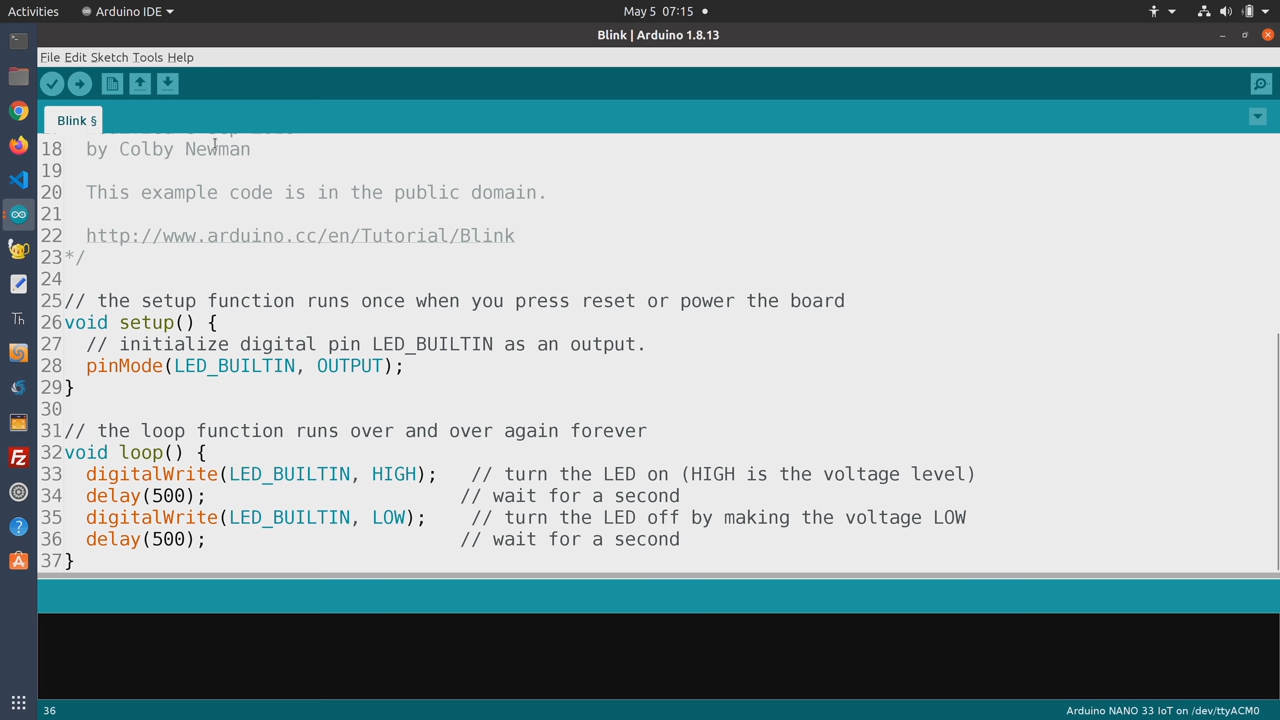 Activities
Arduino IDE
May 5 07:15
Blink | Arduino 1.8.13
File Edit Sketch Tools Help
Blink §
18 by Colby Newman
19
20 This example code is in the public domain.
21
22 http://www.arduino.cc/en/Tutorial/Blink
23 */
24
25 // the setup function runs once when you press reset or power the board
26 void setup() {
27 // initialize digital pin LED_BUILTIN as an output.
28 pinMode(LED_BUILTIN, OUTPUT);
29 }
30
31 // the loop function runs over and over again forever
32 void loop() {
33 digitalWrite(LED_BUILTIN, HIGH); // turn the LED on (HIGH is the voltage level)
34 delay(500); // wait for a second
35 digitalWrite(LED_BUILTIN, LOW); // turn the LED off by making the voltage LOW
36 delay(500); // wait for a second
37 }
Th
Fz
36
Arduino NANO 33 IoT on /dev/ttyACM0